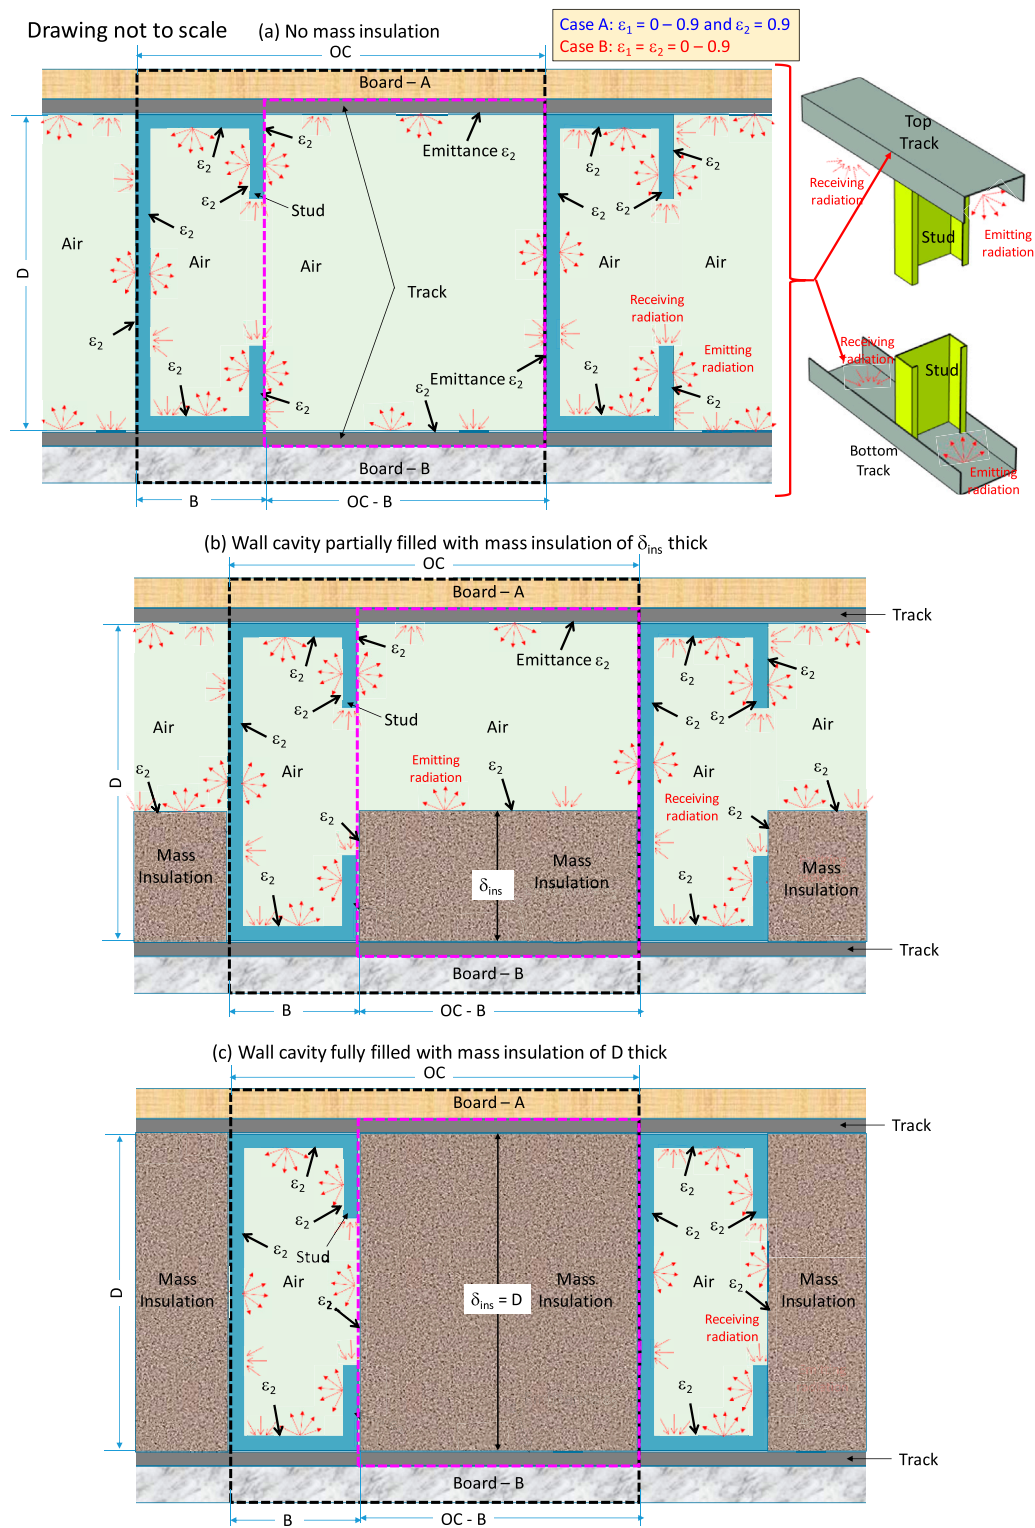 Drawing not to scale
(a) No mass insulation
Case A: ε1 = 0 – 0.9 and ε2 = 0.9
Case B: ε1 = ε2 = 0 – 0.9
OC
Board – A
ε2
ε2
Emittance ε2
ε2
ε2
ε2
Stud
ε2
ε2
ε2
ε2
Air
Air
Air
Air
Air
D
Track
Receiving
radiation
Emitting
radiation
ε2
ε2
Emittance ε2
ε2
ε2
ε2
ε2
Board – B
B
OC - B
Top
Track
Receiving
radiation
Stud
Emitting
radiation
Receiving
radiation
Stud
Bottom
Track
Emitting
radiation
(b) Wall cavity partially filled with mass insulation of δins thick
OC
Board – A
Track
ε2
ε2
Emittance ε2
ε2
ε2
ε2
ε2
Stud
ε2
ε2
ε2
Air
Air
Air
Air
Air
D
ε2
Emitting
radiation
ε2
ε2
Receiving
radiation
ε2
ε2
Mass
Insulation
Mass
Insulation
Mass
Insulation
δins
ε2
ε2
Track
Board – B
B
OC - B
(c) Wall cavity fully filled with mass insulation of D thick
OC
Board – A
Track
ε2
ε2
ε2
ε2
ε2
ε2
ε2
Stud
Air
Air
D
Mass
Insulation
Mass
Insulation
Mass
Insulation
δins = D
ε2
ε2
Receiving
radiation
ε2
ε2
Track
Board – B
B
OC - B